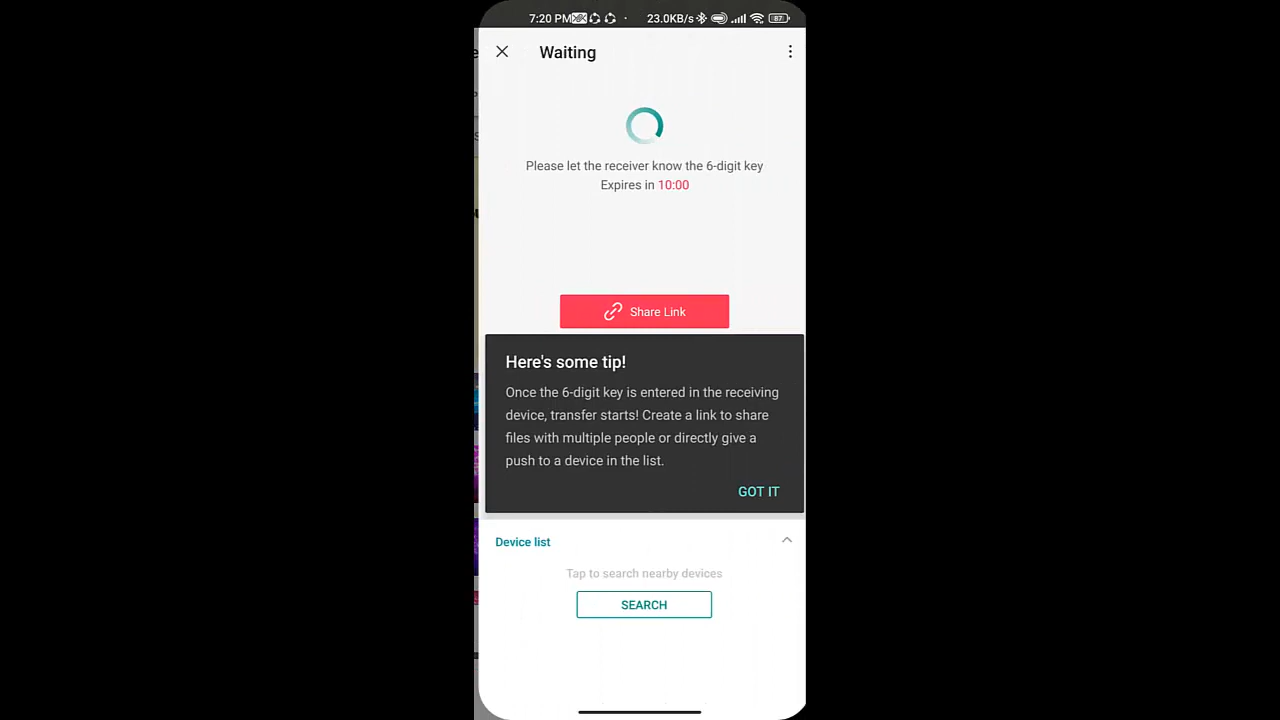 7:20 PM
23.0KB/s
87
Waiting
Please let the receiver know the 6-digit key
Expires in 10:00
Share Link
Here's some tip!
Once the 6-digit key is entered in the receiving
device, transfer starts! Create a link to share
files with multiple people or directly give a
push to a device in the list.
GOT IT
Device list
Tap to search nearby devices
SEARCH